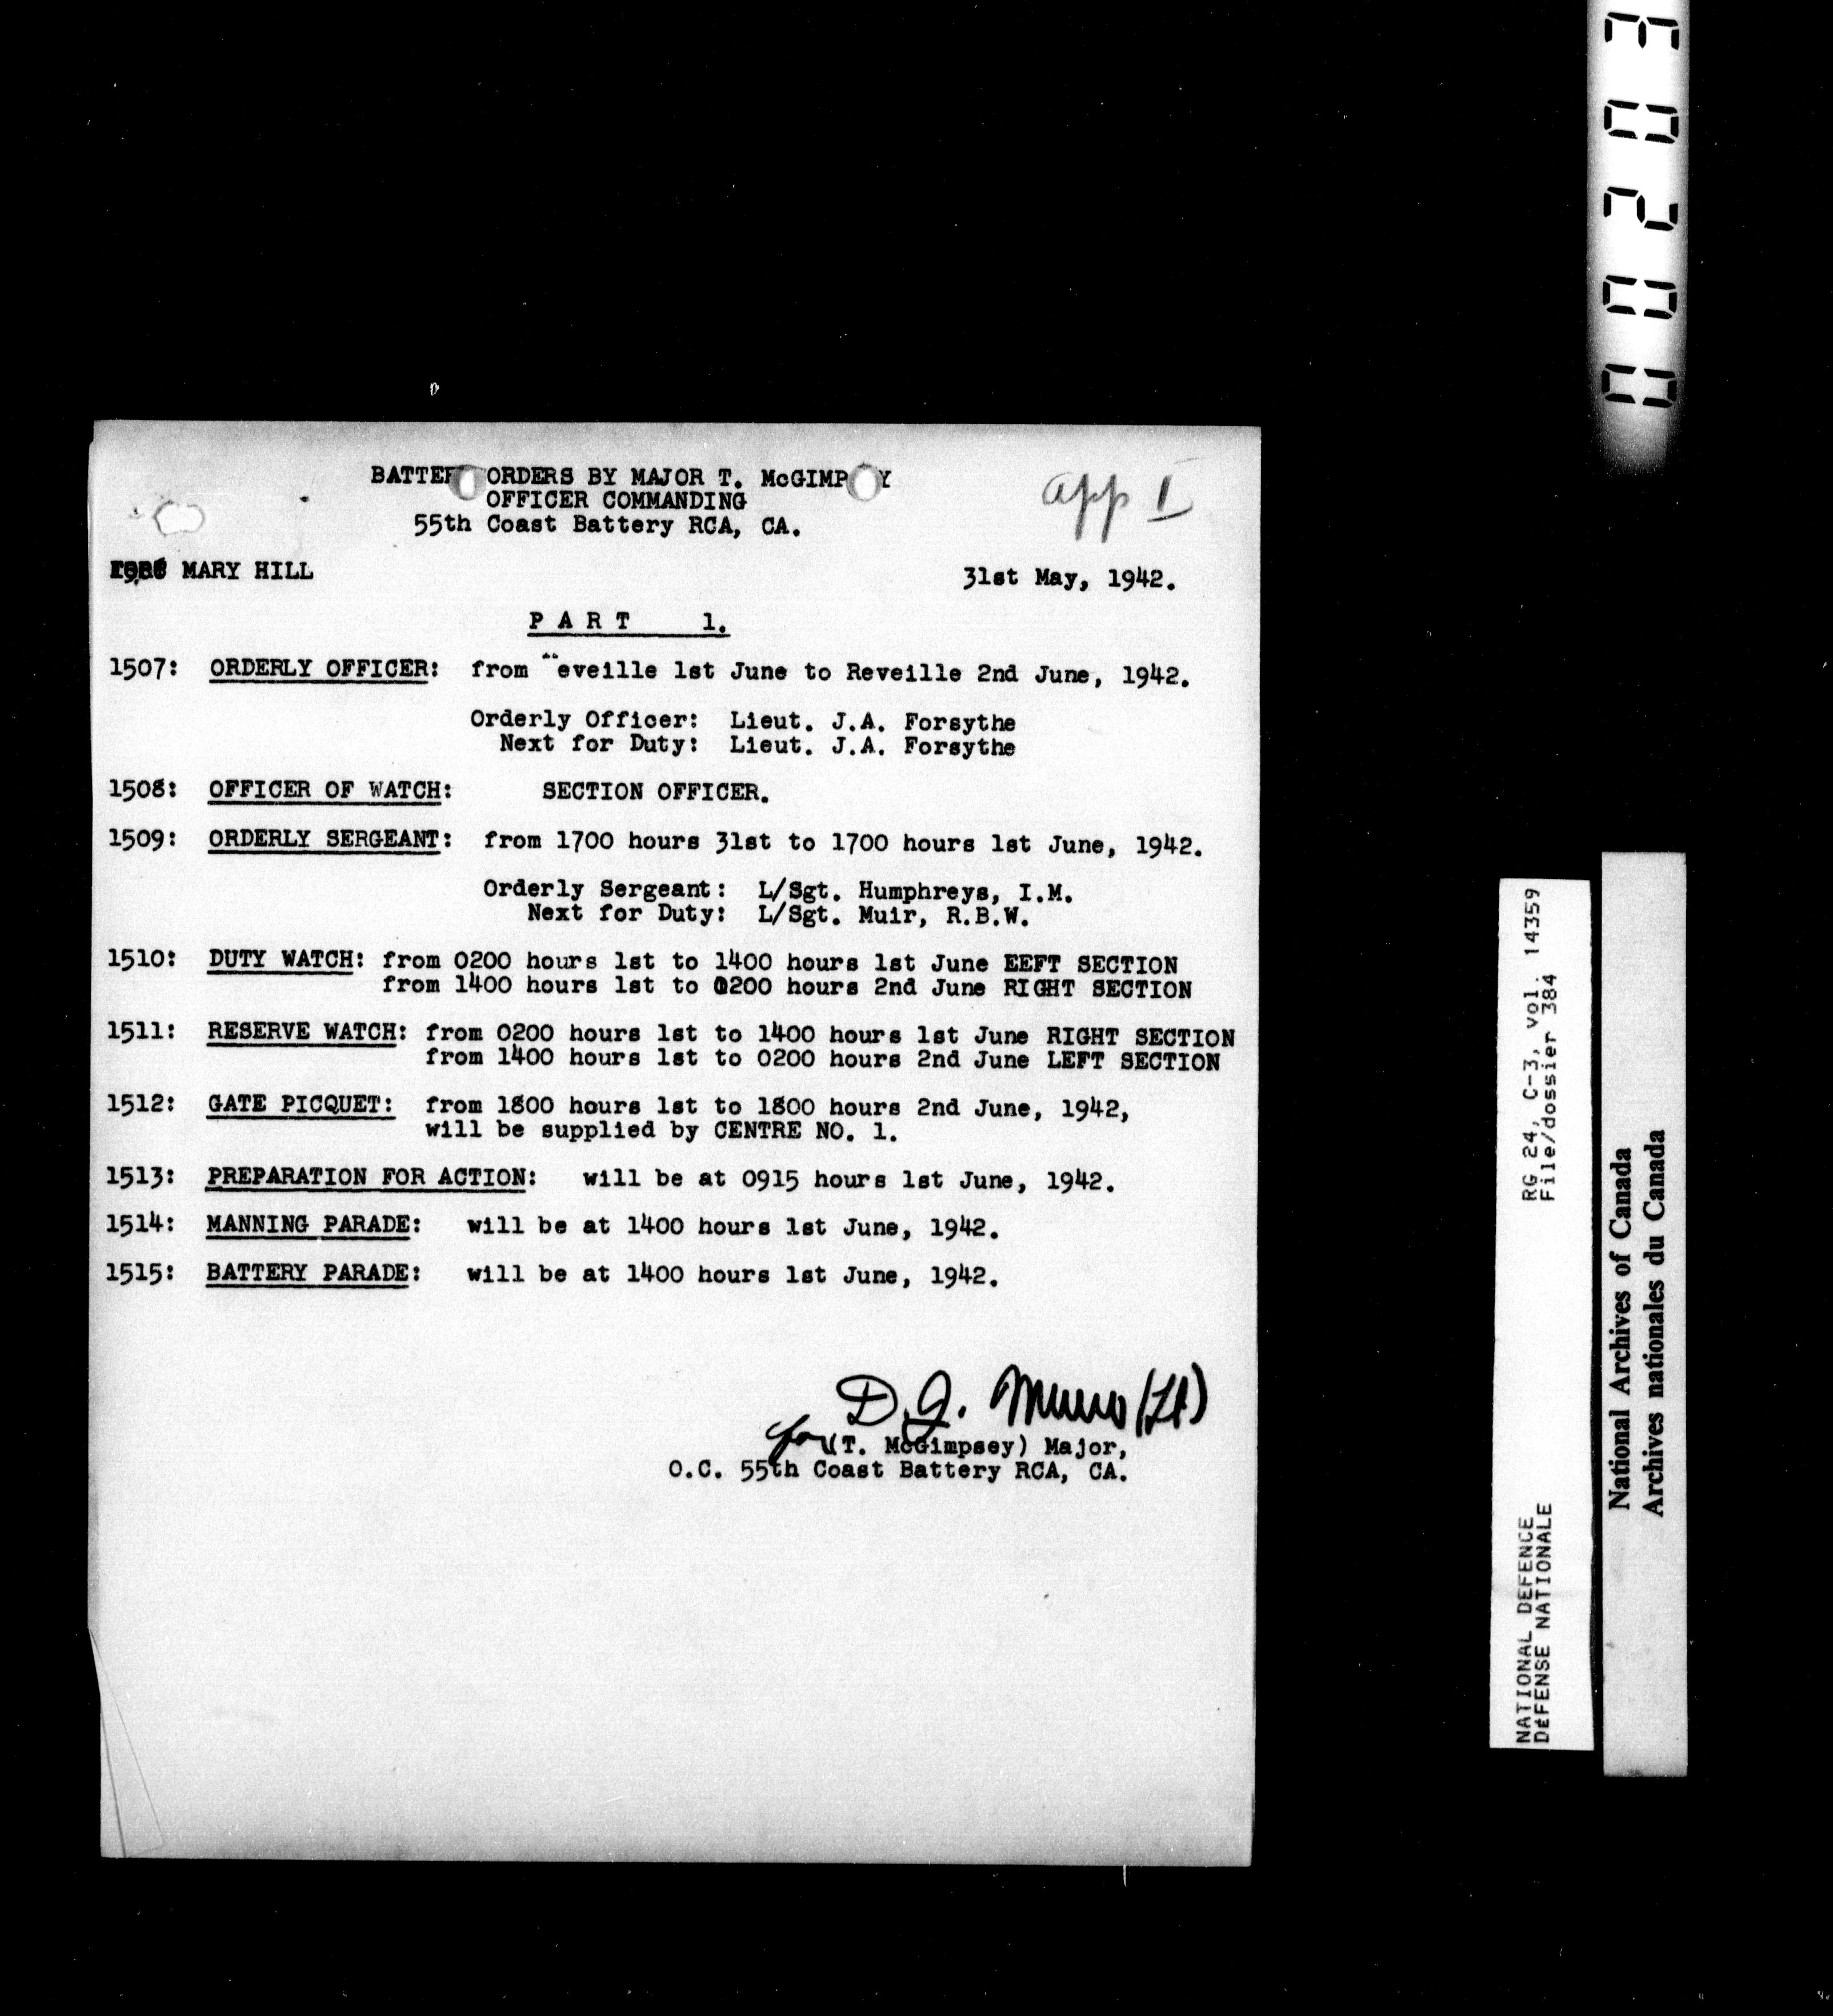 BATTE ORDERS BY MAJOR T. McGIMP Y
app I
OFFICER COMMANDING
55th Coast Battery RCA, CA.
MARY HILL
31st May, 1942.
P A R T 1.
1507: ORDERLY OFFICER: from eveille 1st June to Reveille 2nd June, 1942.
Orderly Officer: Lieut. J.A. Forsythe
Next for Duty: Lieut. J.A. Forsythe
1508: OFFICER OF WATCH: SECTION OFFICER.
1509: ORDERLY SERGEANT: from 1700 hours 31st to 1700 hours 1st June, 1942.
Orderly Sergeant: L/Sgt. Humphreys, I.M.
Next for Duty: L/Sgt. Muir, R.B.W.
1510: DUTY WATCH: from 0200 hours 1st to 1400 hours 1st June EEFT SECTION
from 1400 hours 1st to 0200 hours 2nd June RIGHT SECTION
1511: RESERVE WATCH: from 0200 hours 1st to 1400 hours 1st June RIGHT SECTION
from 1400 hours 1st to 0200 hours 2nd June LEFT SECTION
1512: GATE PICQUET: from 1800 hours 1st to 1800 hours 2nd June, 1942,
will be supplied by CENTRE NO. 1.
1513: PREPARATION FOR ACTION: will be at 0915 hours 1st June, 1942.
1514: MANNING PARADE: will be at 1400 hours 1st June, 1942.
1515: BATTERY PARADE: will be at 1400 hours 1st June, 1942.
D.J. Munro (Lt)
for (T. McGimpsey) Major,
O.C. 55th Coast Battery RCA, CA.
NATIONAL DEFENCE RG 24, C-3, vol. 14359
DÉFENSE NATIONALE File/dossier 384
National Archives of Canada
Archives nationales du Canada